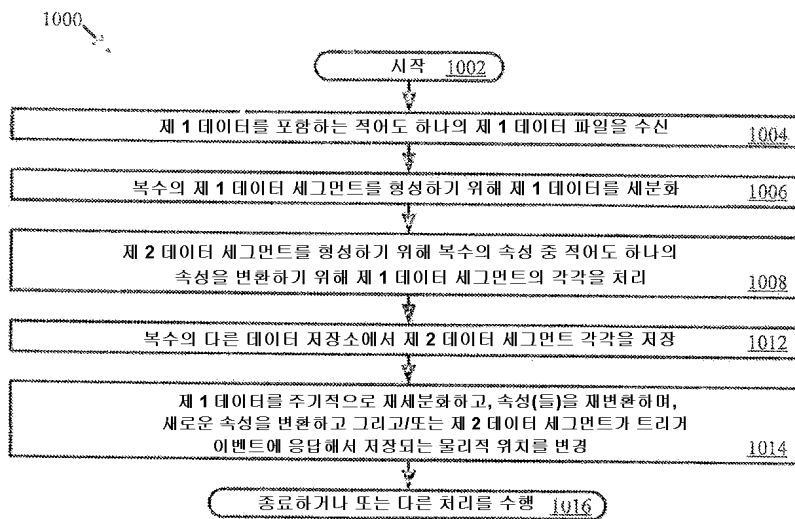 1000
시작 1002
제 1 데이터를 포함하는 적어도 하나의 제 1 데이터 파일을 수신 1004
복수의 제 1 데이터 세그먼트를 형성하기 위해 제 1 데이터를 세분화 1006
제 2 데이터 세그먼트를 형성하기 위해 복수의 속성 중 적어도 하나의
속성을 변환하기 위해 제 1 데이터 세그먼트의 각각을 처리 1008
복수의 다른 데이터 저장소에서 제 2 데이터 세그먼트 각각을 저장 1012
제 1 데이터를 주기적으로 재세분화하고, 속성(들)을 재변환하며,
새로운 속성을 변환하고 그리고/또는 제 2 데이터 세그먼트가 트리거
이벤트에 응답해서 저장되는 물리적 위치를 변경 1014
종료하거나 또는 다른 처리를 수행 1016